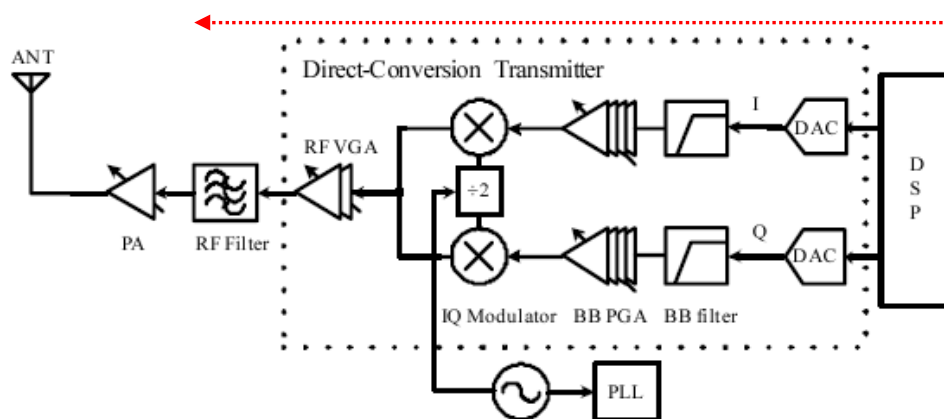 ANT
Direct-Conversion Transmitter
RF VGA
I
DAC
÷2
D
S
P
PA
RF Filter
Q
DAC
IQ Modulator
BB PGA
BB filter
PLL